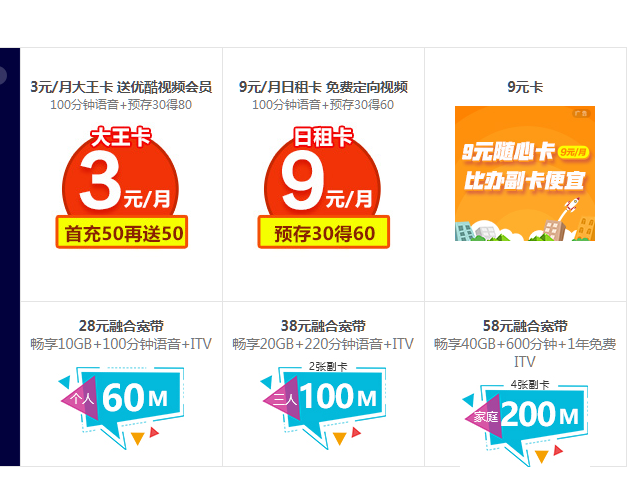 3元/月大王卡 送优酷视频会员
100分钟语音+预存30得80
大王卡
3元/月
首充50再送50
9元/月日租卡 免费定向视频
100分钟语音+预存30得60
日租卡
9元/月
预存30得60
9元卡
广告
9元随心卡 9元/月
比办副卡便宜
28元融合宽带
畅享10GB+100分钟语音+ITV
个人 60M
38元融合宽带
畅享20GB+220分钟语音+ITV
2张副卡
三人 100M
58元融合宽带
畅享40GB+600分钟+1年免费
ITV
4张副卡
家庭 200M